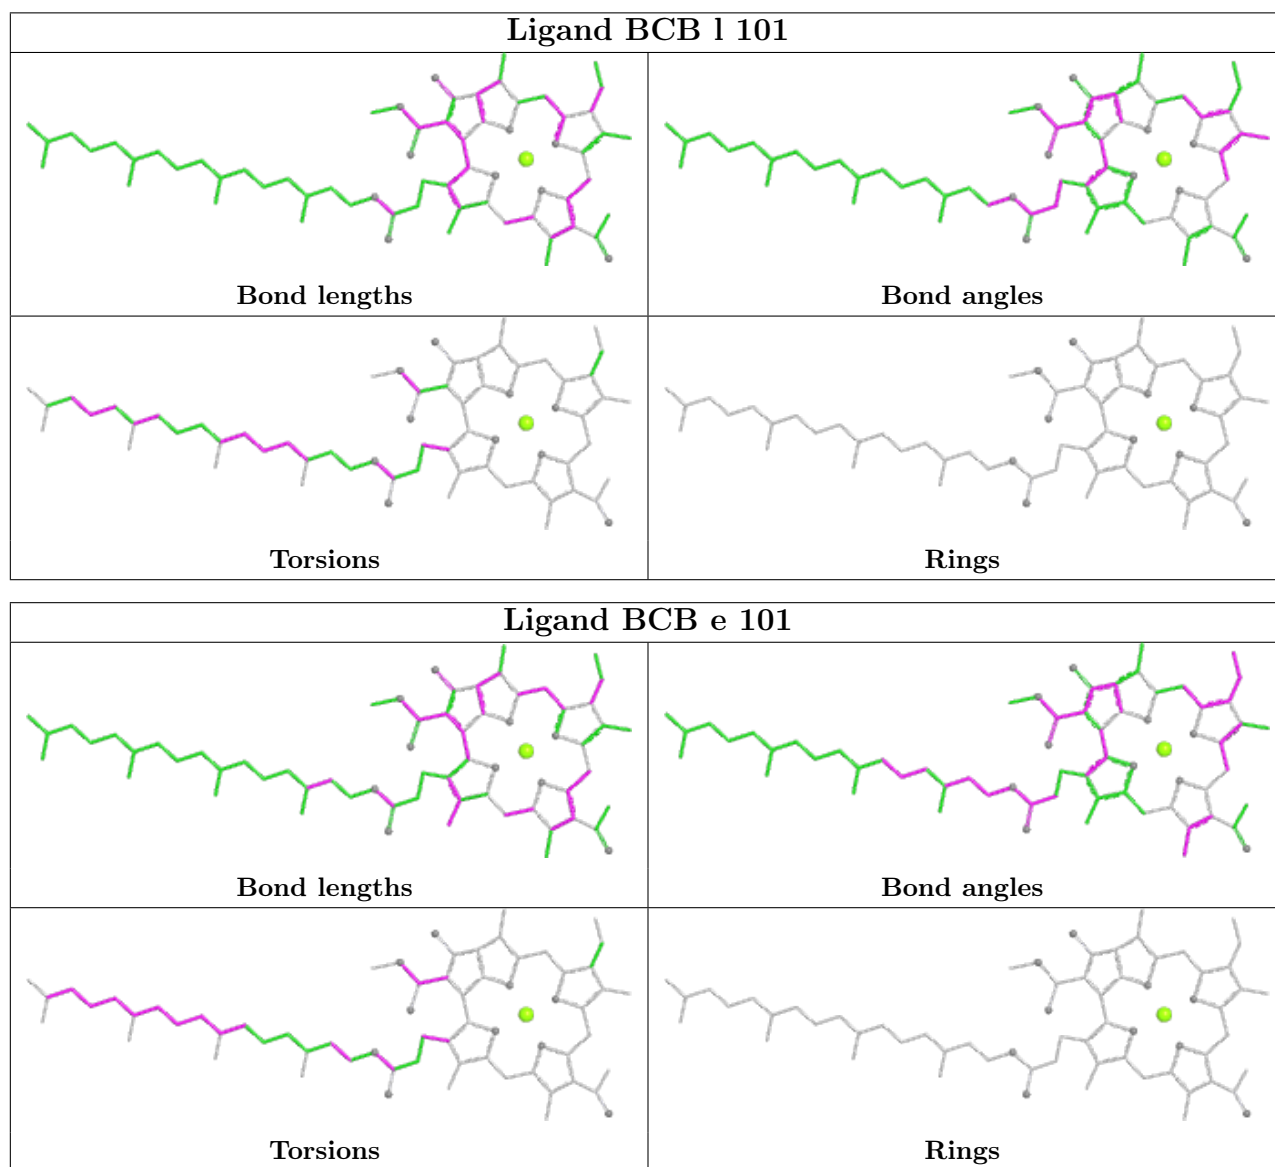 Ligand BCB l 101
Bond lengths
Bond angles
Torsions
Rings
Ligand BCB e 101
Bond lengths
Bond angles
Torsions
Rings